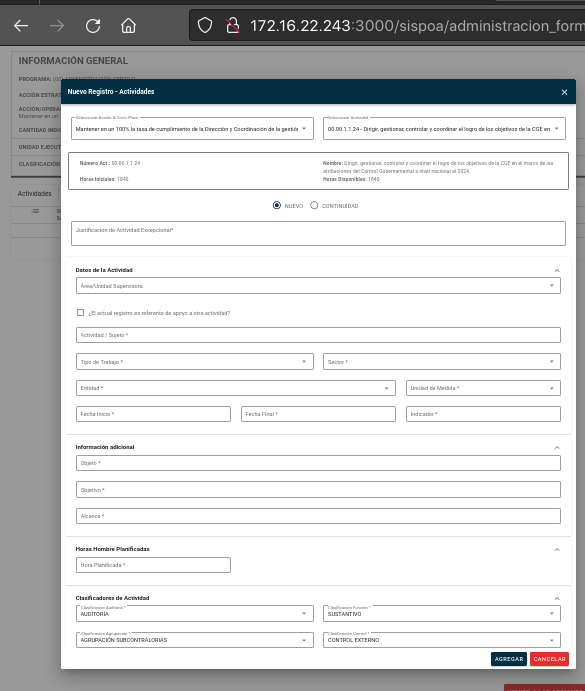 172.16.22.243:3000/sispoa/administracion_form
INFORMACIÓN GENERAL
PROGRAMA:
ACCIÓN ESTRAT
ACCIÓN/OPERA
Mantener en un
CANTIDAD INDIC
UNIDAD EJECUT
CLASIFICACIÓN
Actividades
Nuevo Registro - Actividades
Seleccionar Acción A Corto Plazo
Mantener en un 100% la tasa de cumplimiento de la Dirección y Coordinación de la gestión
Seleccionar Actividad
00.00.1.1.24 - Dirigir, gestionar, controlar y coordinar el logro de los objetivos de la CGE en
Número Act.: 00.00.1.1.24
Nombre: Dirigir, gestionar, controlar y coordinar el logro de los objetivos de la CGE en el marco de las
atribuciones del Control Gubernamental a nivel nacional al 2024.
Horas Iniciales: 1840
Horas Disponibles: 1840
NUEVO
CONTINUIDAD
Justificación de Actividad Excepcional*
Datos de la Actividad
Área/Unidad Supervisora
¿El actual registro es referente de apoyo a otra actividad?
Actividad / Sujeto *
Tipo de Trabajo *
Sector *
Entidad *
Unidad de Medida *
Fecha Inicio *
Fecha Final *
Indicador *
Información adicional
Objeto *
Objetivo *
Alcance *
Horas Hombre Planificadas
Hora Planificada *
Clasificadores de Actividad
Clasificación Auditoría *
AUDITORÍA
Clasificación Función *
SUSTANTIVO
Clasificación Agrupación *
AGRUPACIÓN SUBCONTRALORIAS
Clasificación Control *
CONTROL EXTERNO
AGREGAR
CANCELAR